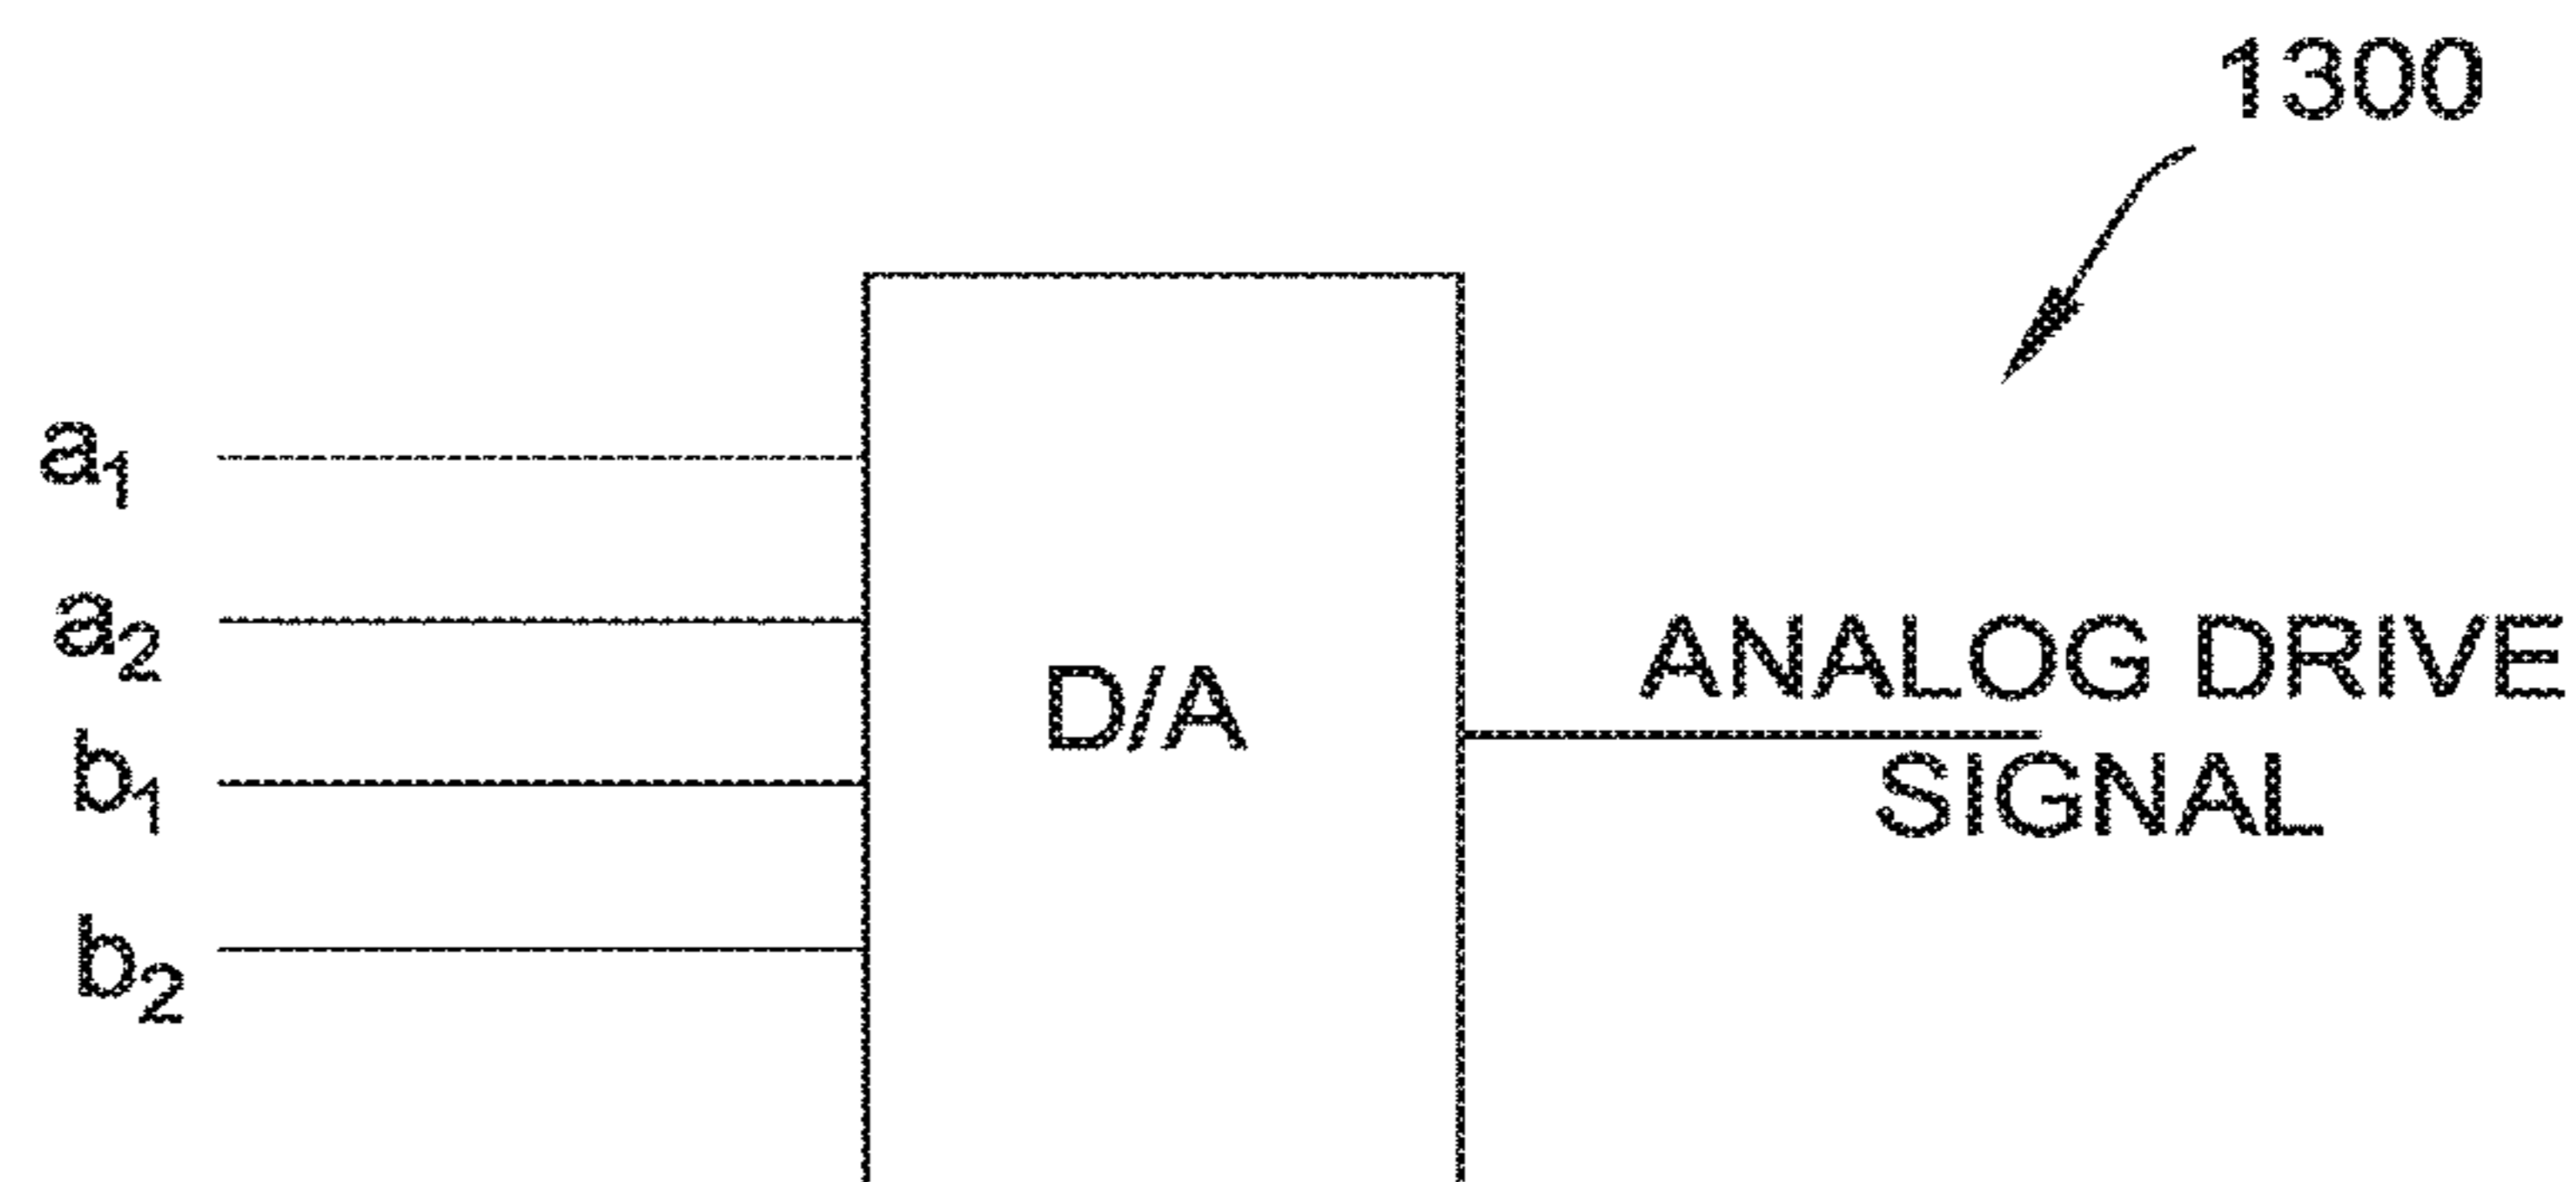 1300
a₁
a₂
b₁
b₂
D/A
ANALOG DRIVE
SIGNAL